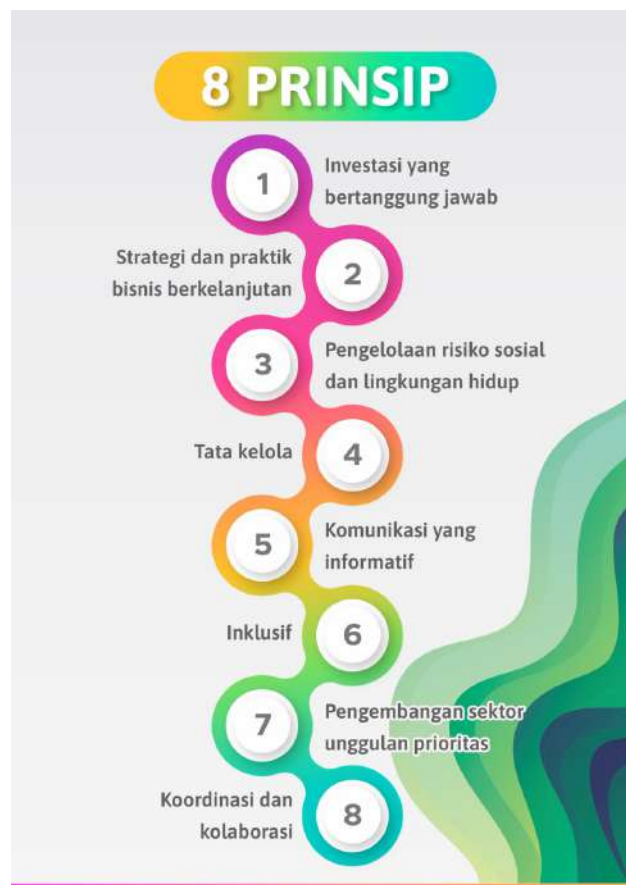 8 PRINSIP
1
Investasi yang
bertanggung jawab
Strategi dan praktik
bisnis berkelanjutan
2
3
Pengelolaan risiko sosial
dan lingkungan hidup
Tata kelola
4
5
Komunikasi yang
informatif
Inklusif
6
7
Pengembangan sektor
unggulan prioritas
Koordinasi dan
kolaborasi
8